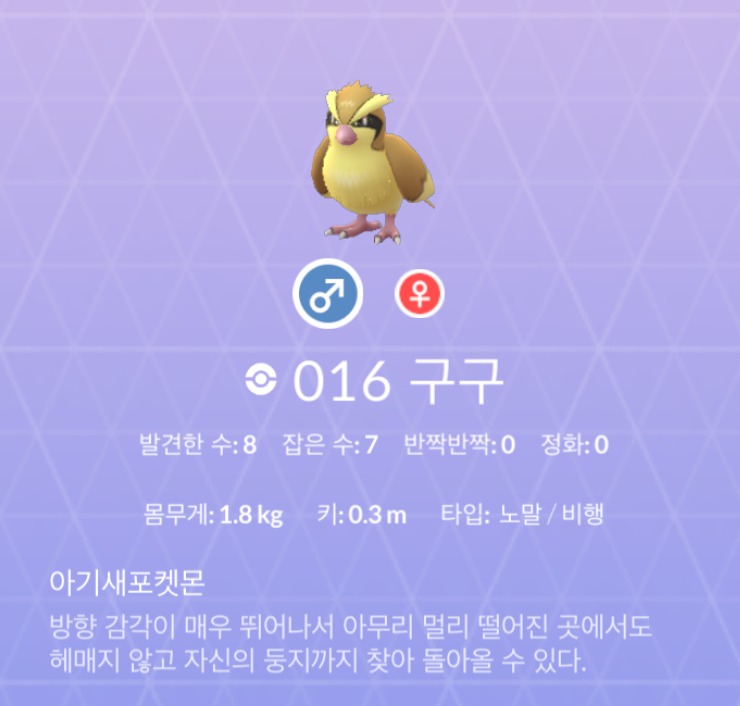 016 구구
발견한 수: 8 잡은 수: 7 반짝반짝: 0 정화: 0
몸무게: 1.8 kg 키: 0.3 m 타입: 노말 / 비행
아기새포켓몬
방향 감각이 매우 뛰어나서 아무리 멀리 떨어진 곳에서도
헤매지 않고 자신의 둥지까지 찾아 돌아올 수 있다.